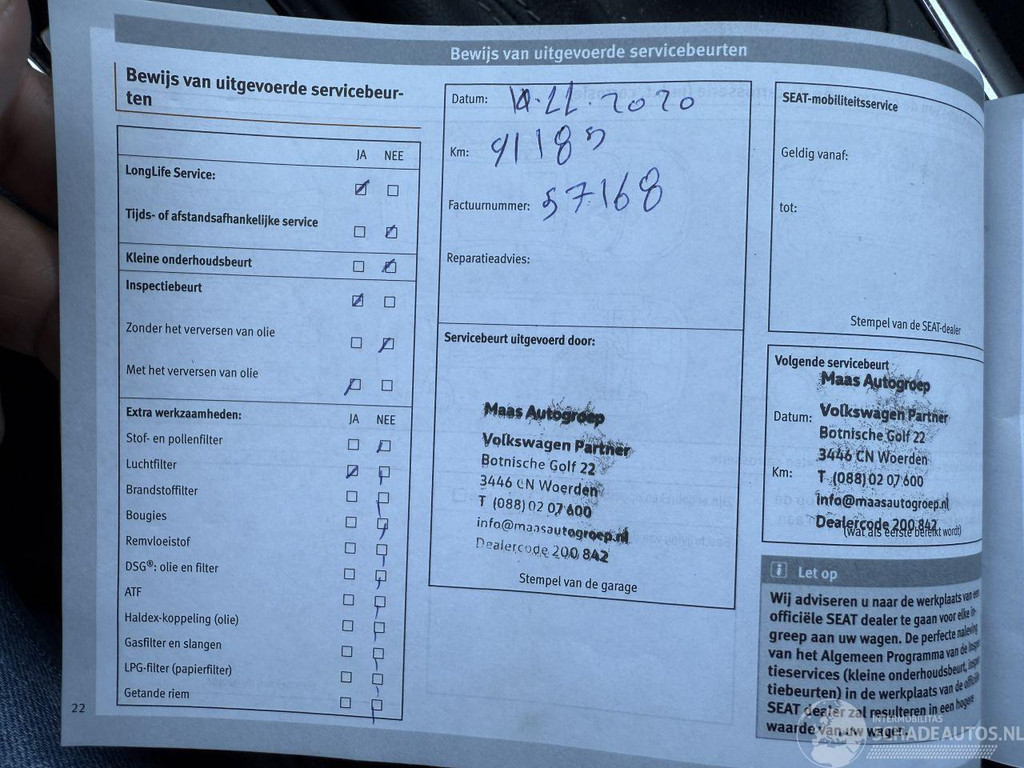 Bewijs van uitgevoerde servicebeurten
Bewijs van uitgevoerde servicebeur-
ten
JA NEE
LongLife Service:
Tijds- of afstandsafhankelijke service
Kleine onderhoudsbeurt
Inspectiebeurt
Zonder het verversen van olie
Met het verversen van olie
Extra werkzaamheden: JA NEE
Stof- en pollenfilter
Luchtfilter
Brandstoffilter
Bougies
Remvloeistof
DSG®: olie en filter
ATF
Haldex-koppeling (olie)
Gasfilter en slangen
LPG-filter (papierfilter)
Getande riem
22
Datum: 2020
Km: 91185
Factuurnummer: 57168
Reparatieadvies:
Servicebeurt uitgevoerd door:
Maas Autogroep
Volkswagen Partner
Botnische Golf 22
3446 CN Woerden
T (088) 02 07 600
info@maasautogroep.nl
Dealercode 200 842
Stempel van de garage
SEAT-mobiliteitsservice
Geldig vanaf:
tot:
Stempel van de SEAT-dealer
Volgende servicebeurt
Maas Autogroep
Datum: Volkswagen Partner
Botnische Golf 22
3446 CN Woerden
Km: T (088) 02 07 600
info@maasautogroep.nl
Dealercode 200 842
(wat als eerste bereikt wordt)
i Let op
Wij adviseren u naar de werkplaats van een
officiële SEAT dealer te gaan voor elke in-
greep aan uw wagen. De perfecte naleving
van het Algemeen Programma van de Inspec-
tieservices (kleine onderhoudsbeurt, inspec-
tiebeurten) in de werkplaats van de officiële
SEAT dealer zal resulteren in een hogere
waarde van uw wagen.
INTERMOBILITAS
SCHADEAUTOS.NL